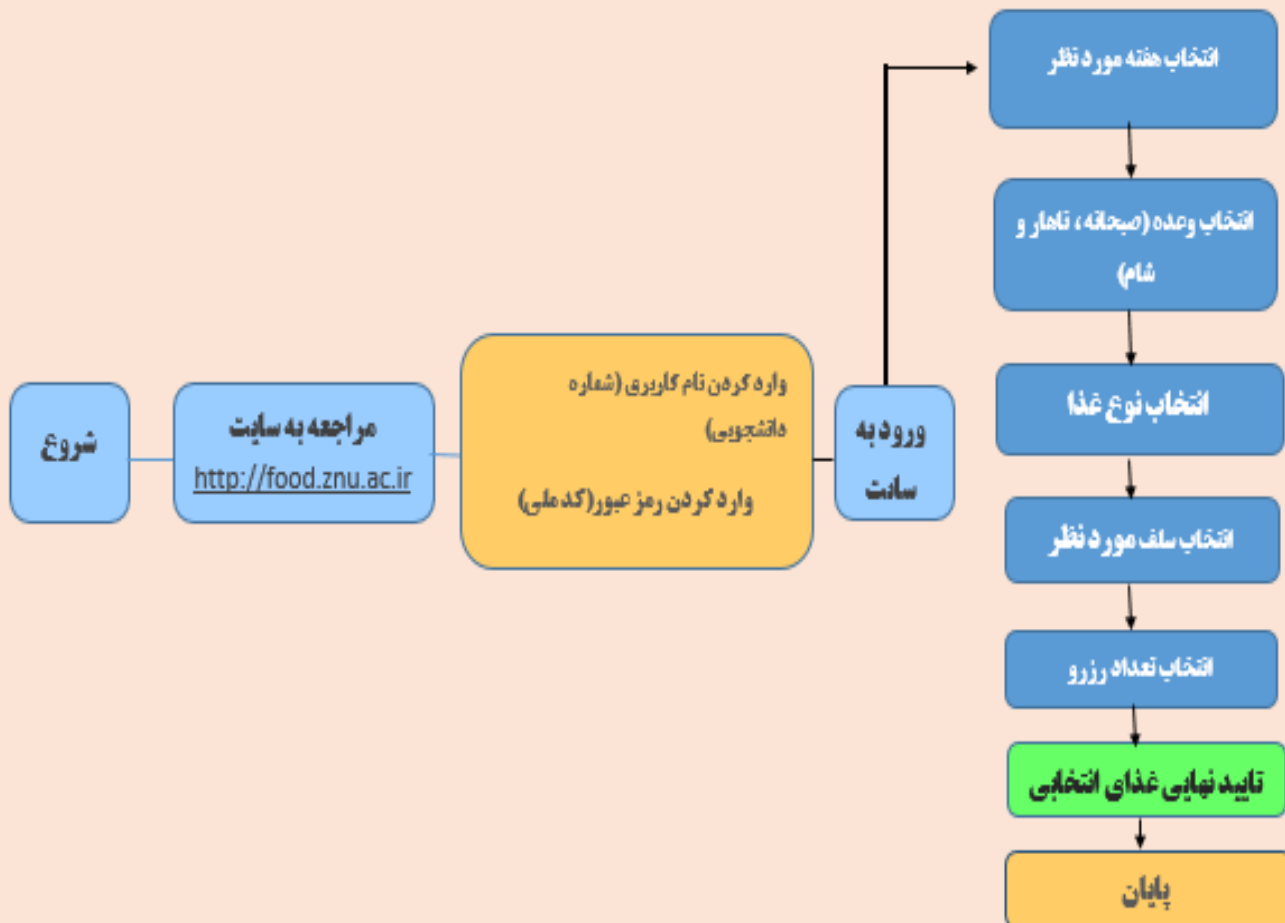 شروع
مراجعه به سایت
http://food.znu.ac.ir
وارد کردن نام کاربری (شماره
دانشجویی)
وارد کردن رمز عبور(کد ملی)
ورود به
سایت
انتخاب هفته مورد نظر
انتخاب وعده (صبحانه ، ناهار و
شام)
انتخاب نوع غذا
انتخاب سلف مورد نظر
انتخاب تعداد رزرو
تایید نهایی غذای انتخابی
پایان